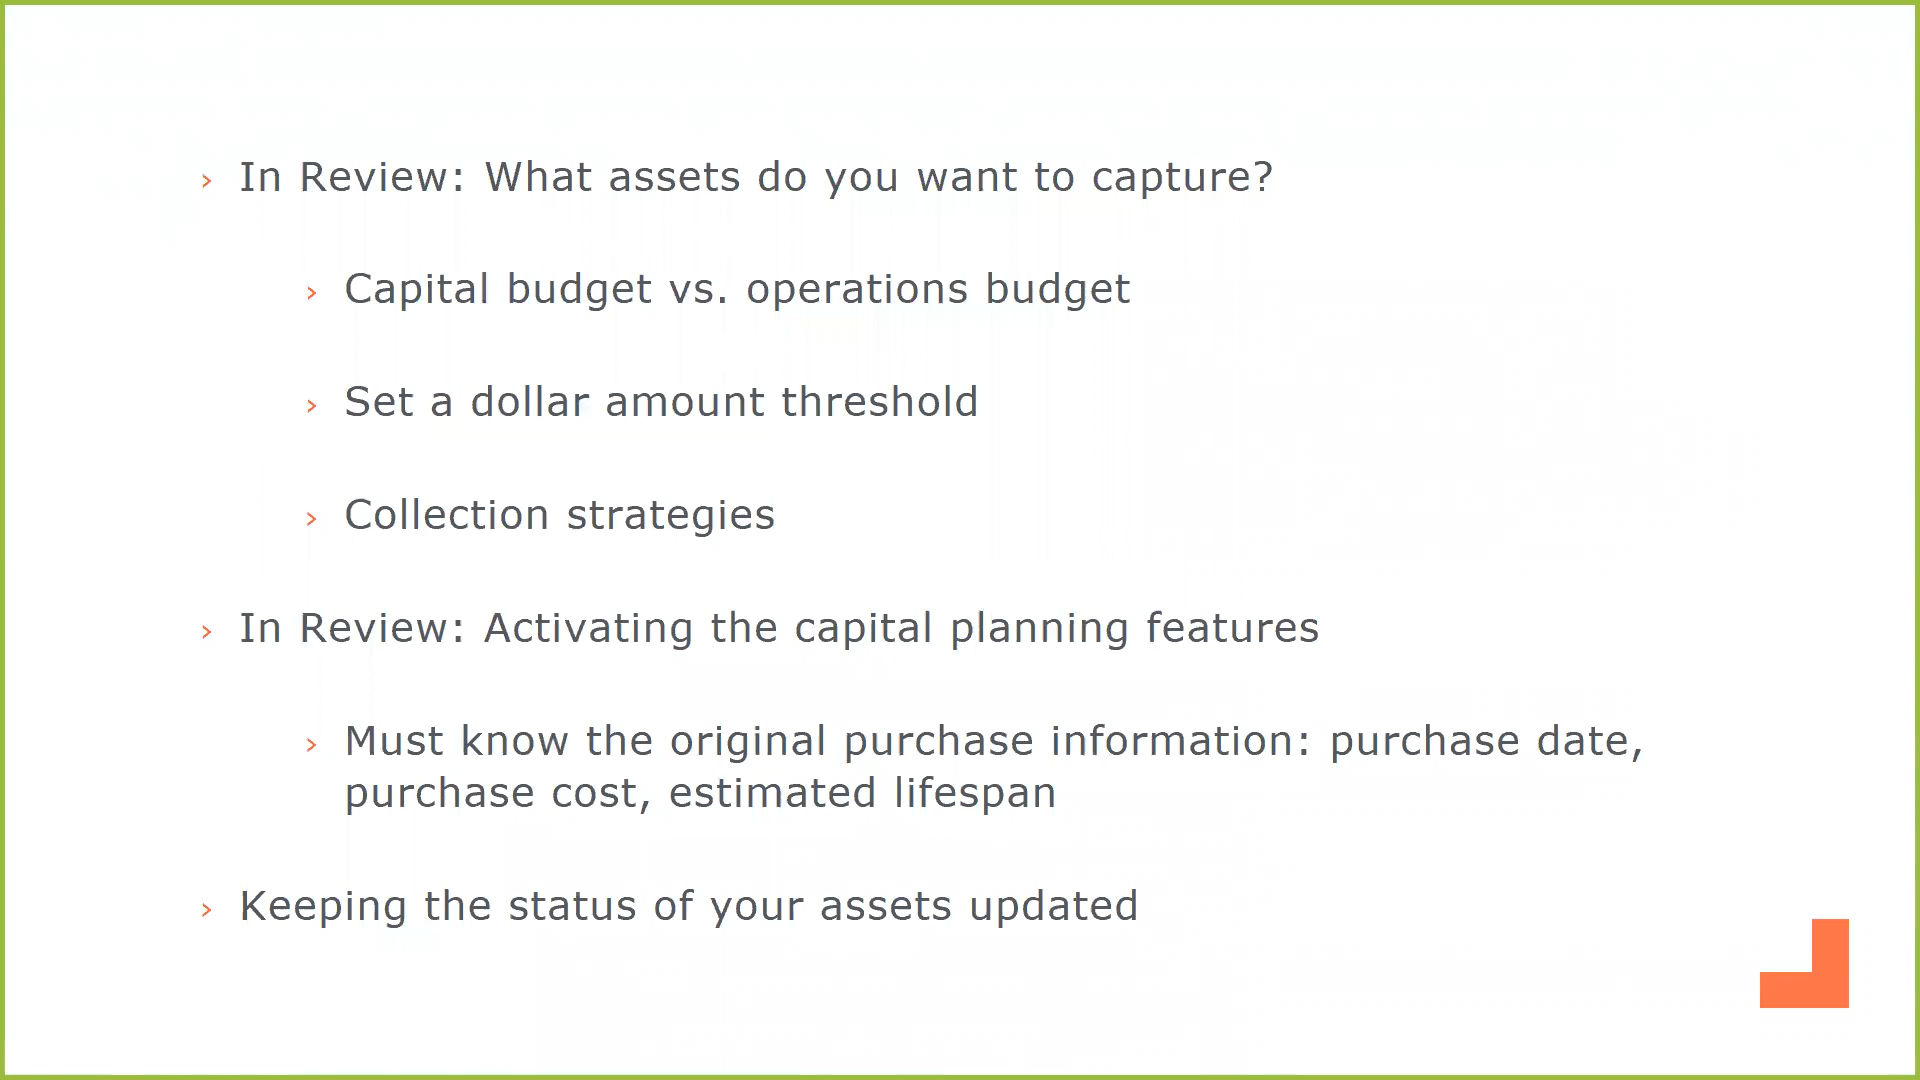 › In Review: What assets do you want to capture?
› Capital budget vs. operations budget
› Set a dollar amount threshold
› Collection strategies
› In Review: Activating the capital planning features
› Must know the original purchase information: purchase date,
purchase cost, estimated lifespan
› Keeping the status of your assets updated